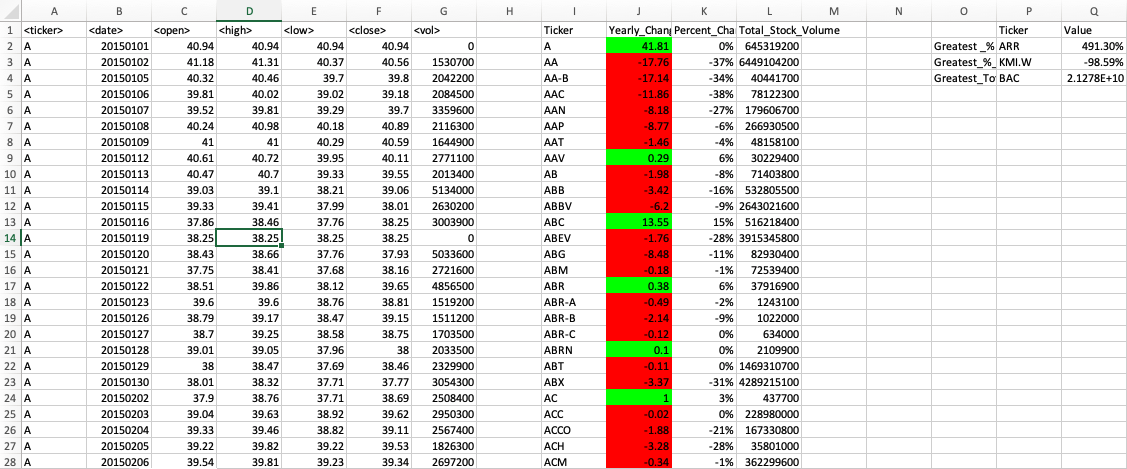 A B C D E F G H I J K L M N O P Q
1 <ticker> <date> <open> <high> <low> <close> <vol> Ticker Yearly_Chang Percent_Cha Total_Stock_Volume Ticker Value
2 A 20150101 40.94 40.94 40.94 40.94 0 A 41.81 0% 645319200 Greatest _% ARR 491.30%
3 A 20150102 41.18 41.31 40.37 40.56 1530700 AA -17.76 -37% 6449104200 Greatest_%_ KMI.W -98.59%
4 A 20150105 40.32 40.46 39.7 39.8 2042200 AA-B -17.14 -34% 40441700 Greatest_To BAC 2.1278E+10
5 A 20150106 39.81 40.02 39.02 39.18 2084500 AAC -11.86 -38% 78122300
6 A 20150107 39.52 39.81 39.29 39.7 3359600 AAN -8.18 -27% 179606700
7 A 20150108 40.24 40.98 40.18 40.89 2116300 AAP -8.77 -6% 266930500
8 A 20150109 41 41 40.29 40.59 1644900 AAT -1.46 -4% 48158100
9 A 20150112 40.61 40.72 39.95 40.11 2771100 AAV 0.29 6% 30229400
10 A 20150113 40.47 40.7 39.33 39.55 2013400 AB -1.98 -8% 71403800
11 A 20150114 39.03 39.1 38.21 39.06 5134000 ABB -3.42 -16% 532805500
12 A 20150115 39.33 39.41 37.99 38.01 2630200 ABBV -6.2 -9% 2643021600
13 A 20150116 37.86 38.46 37.76 38.25 3003900 ABC 13.55 15% 516218400
14 A 20150119 38.25 38.25 38.25 38.25 0 ABEV -1.76 -28% 3915345800
15 A 20150120 38.43 38.66 37.76 37.93 5033600 ABG -8.48 -11% 82930400
16 A 20150121 37.75 38.41 37.68 38.16 2721600 ABM -0.18 -1% 72539400
17 A 20150122 38.51 39.86 38.12 39.65 4856500 ABR 0.38 6% 37916900
18 A 20150123 39.6 39.6 38.76 38.81 1519200 ABR-A -0.49 -2% 1243100
19 A 20150126 38.79 39.17 38.47 39.15 1511200 ABR-B -2.14 -9% 1022000
20 A 20150127 38.7 39.25 38.58 38.75 1703500 ABR-C -0.12 0% 634000
21 A 20150128 39.01 39.05 37.96 38 2033500 ABRN 0.1 0% 2109900
22 A 20150129 38 38.47 37.69 38.46 2329900 ABT -0.11 0% 1469310700
23 A 20150130 38.01 38.32 37.71 37.77 3054300 ABX -3.37 -31% 4289215100
24 A 20150202 37.9 38.76 37.71 38.69 2508400 AC 1 3% 437700
25 A 20150203 39.04 39.63 38.92 39.62 2950300 ACC -0.02 0% 228980000
26 A 20150204 39.33 39.46 38.82 39.11 2567400 ACCO -1.88 -21% 167330800
27 A 20150205 39.22 39.82 39.22 39.53 1826300 ACH -3.28 -28% 35801000
28 A 20150206 39.54 39.81 39.23 39.34 2697200 ACM -0.34 -1% 362299600